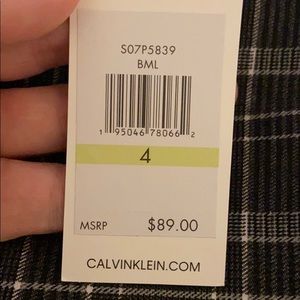 S07P5839
BML
1 95046 78066 2
4
MSRP $89.00
CALVINKLEIN.COM